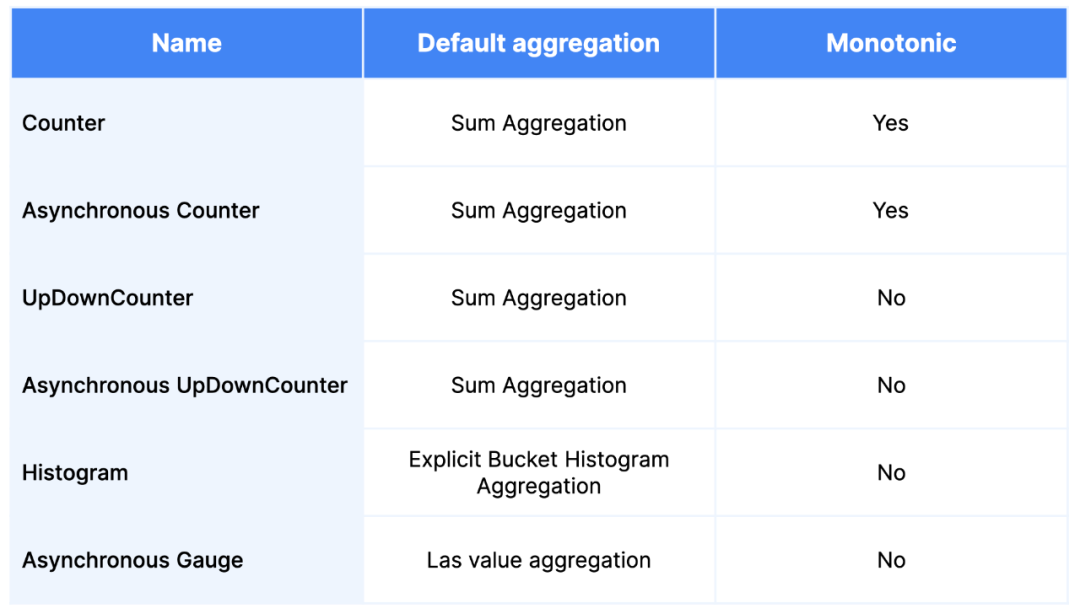 Name Default aggregation Monotonic
Counter Sum Aggregation Yes
Asynchronous Counter Sum Aggregation Yes
UpDownCounter Sum Aggregation No
Asynchronous UpDownCounter Sum Aggregation No
Histogram Explicit Bucket Histogram
Aggregation No
Asynchronous Gauge Las value aggregation No